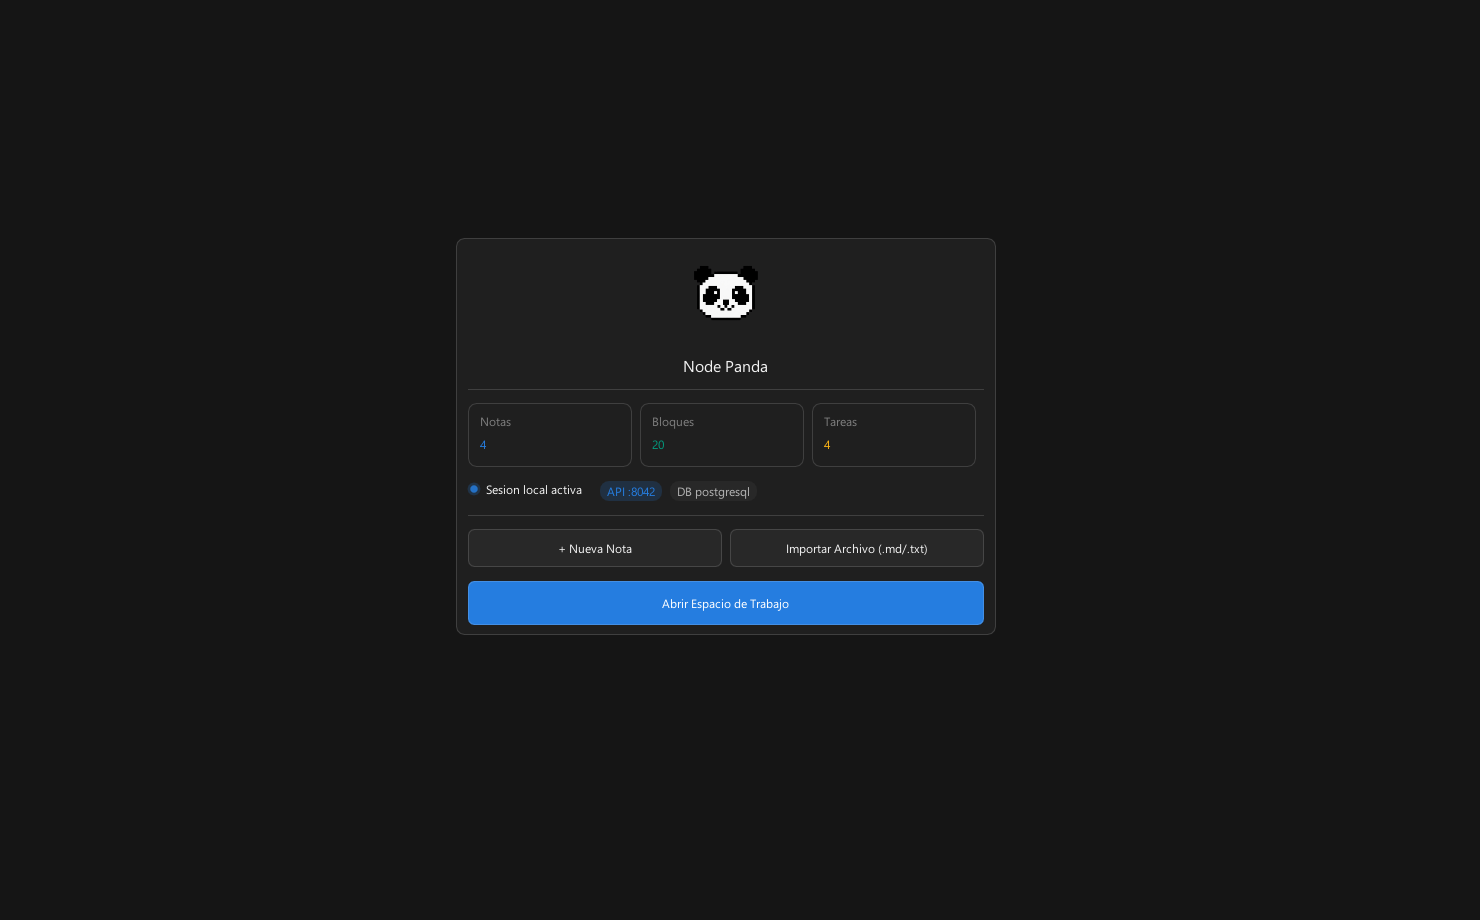 Node Panda
Notas
4
Bloques
20
Tareas
4
Sesion local activa
API :8042
DB postgresql
+ Nueva Nota
Importar Archivo (.md/.txt)
Abrir Espacio de Trabajo